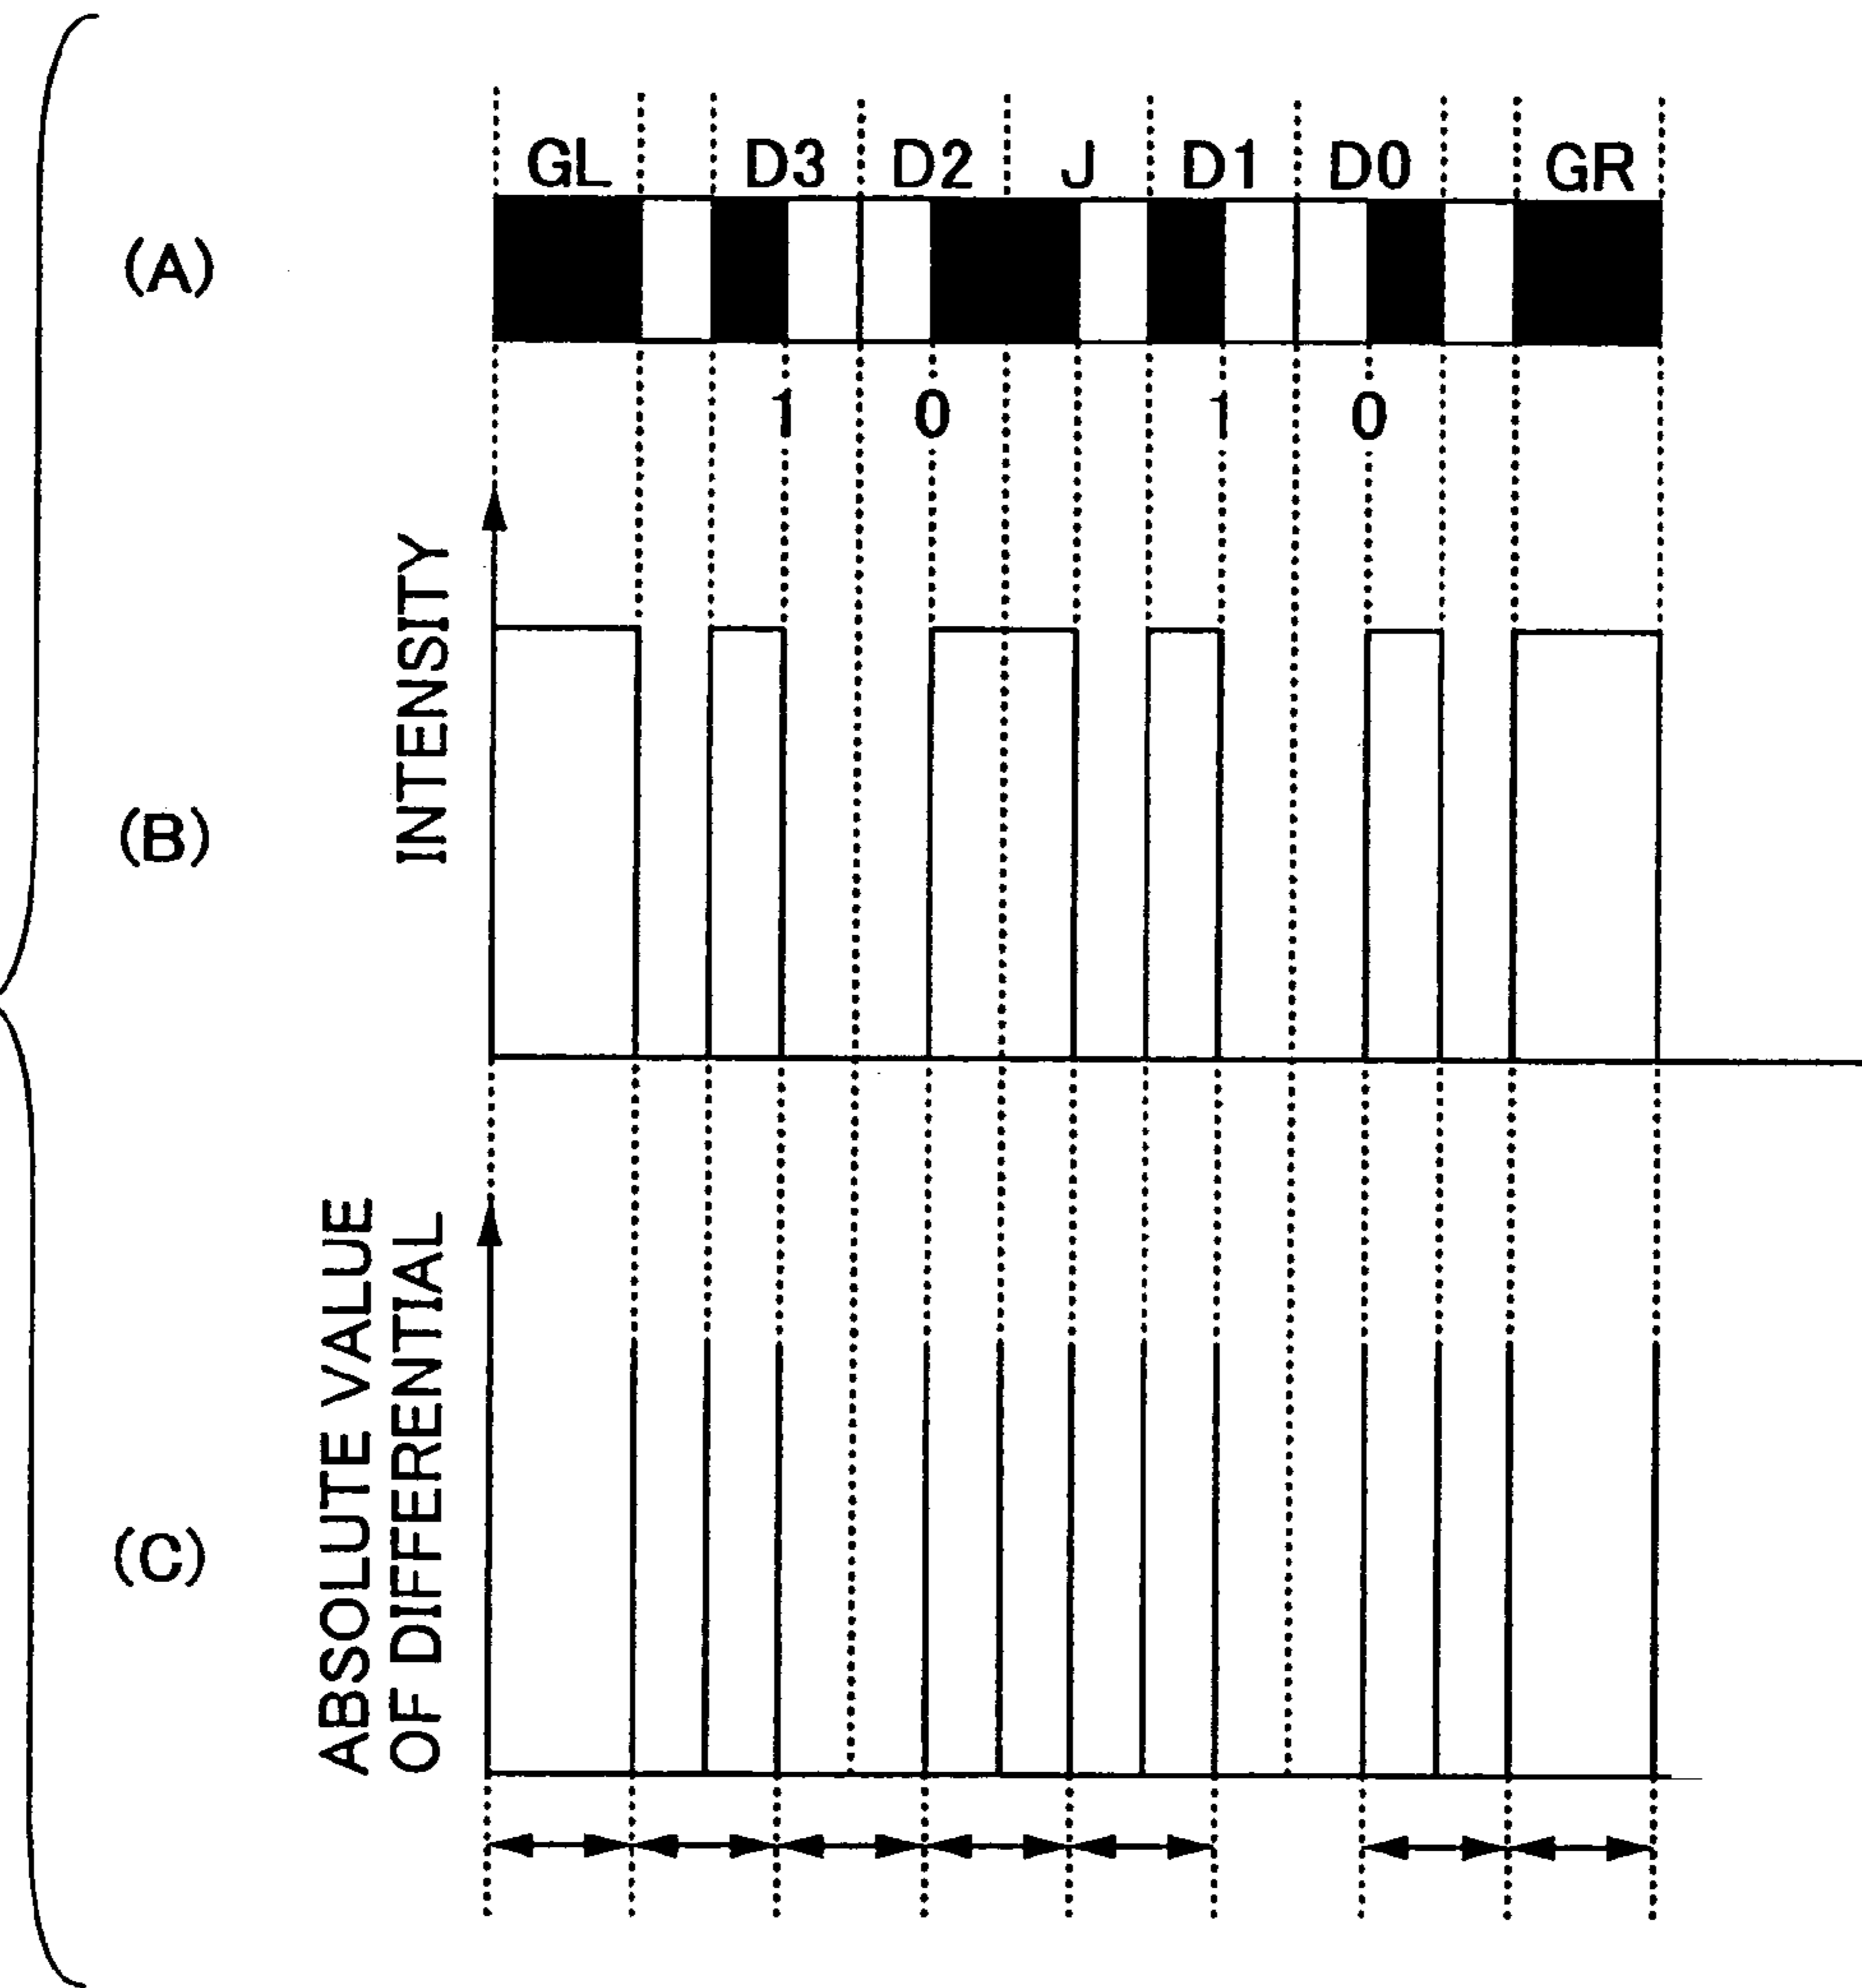 GL D3 D2 J D1 D0 GR
(A)
1 0 1 0
INTENSITY
(B)
ABSOLUTE VALUE
OF DIFFERENTIAL
(C)